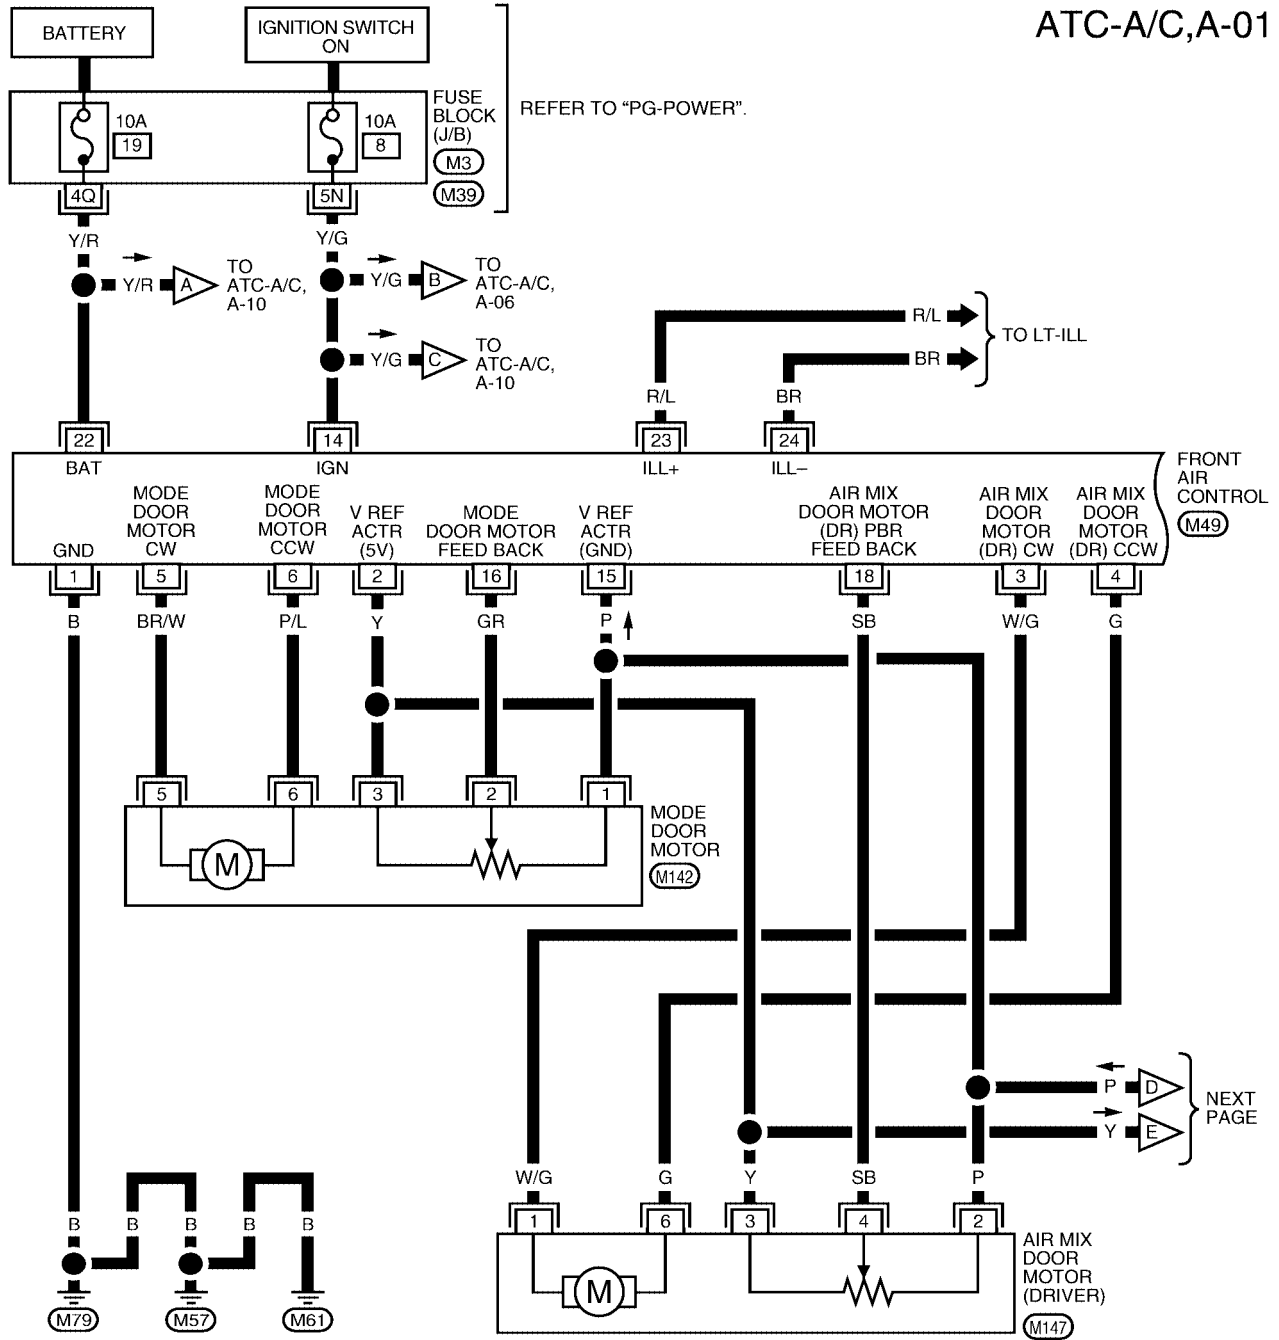 ATC-A/C,A-01
BATTERY
IGNITION SWITCH
ON
REFER TO “PG-POWER”.
FUSE
BLOCK
(J/B)
M3
M39
10A
19
10A
8
4Q
5N
Y/R
Y/G
Y/R
A
TO
ATC-A/C,
A-10
Y/G
B
TO
ATC-A/C,
A-06
Y/G
C
TO
ATC-A/C,
A-10
R/L
BR
TO LT-ILL
R/L
BR
22
14
23
24
BAT
IGN
ILL+
ILL–
FRONT
AIR
CONTROL
M49
GND
MODE
DOOR
MOTOR
CW
MODE
DOOR
MOTOR
CCW
V REF
ACTR
(5V)
MODE
DOOR MOTOR
FEED BACK
V REF
ACTR
(GND)
AIR MIX
DOOR MOTOR
(DR) PBR
FEED BACK
AIR MIX
DOOR
MOTOR
(DR) CW
AIR MIX
DOOR
MOTOR
(DR) CCW
1
5
6
2
16
15
18
3
4
B
BR/W
P/L
Y
GR
P
SB
W/G
G
5
6
3
2
1
M
MODE
DOOR
MOTOR
M142
P
D
Y
E
NEXT
PAGE
W/G
G
Y
SB
P
B
B
B
B
B
M79
M57
M61
1
6
3
4
2
M
AIR MIX
DOOR
MOTOR
(DRIVER)
M147